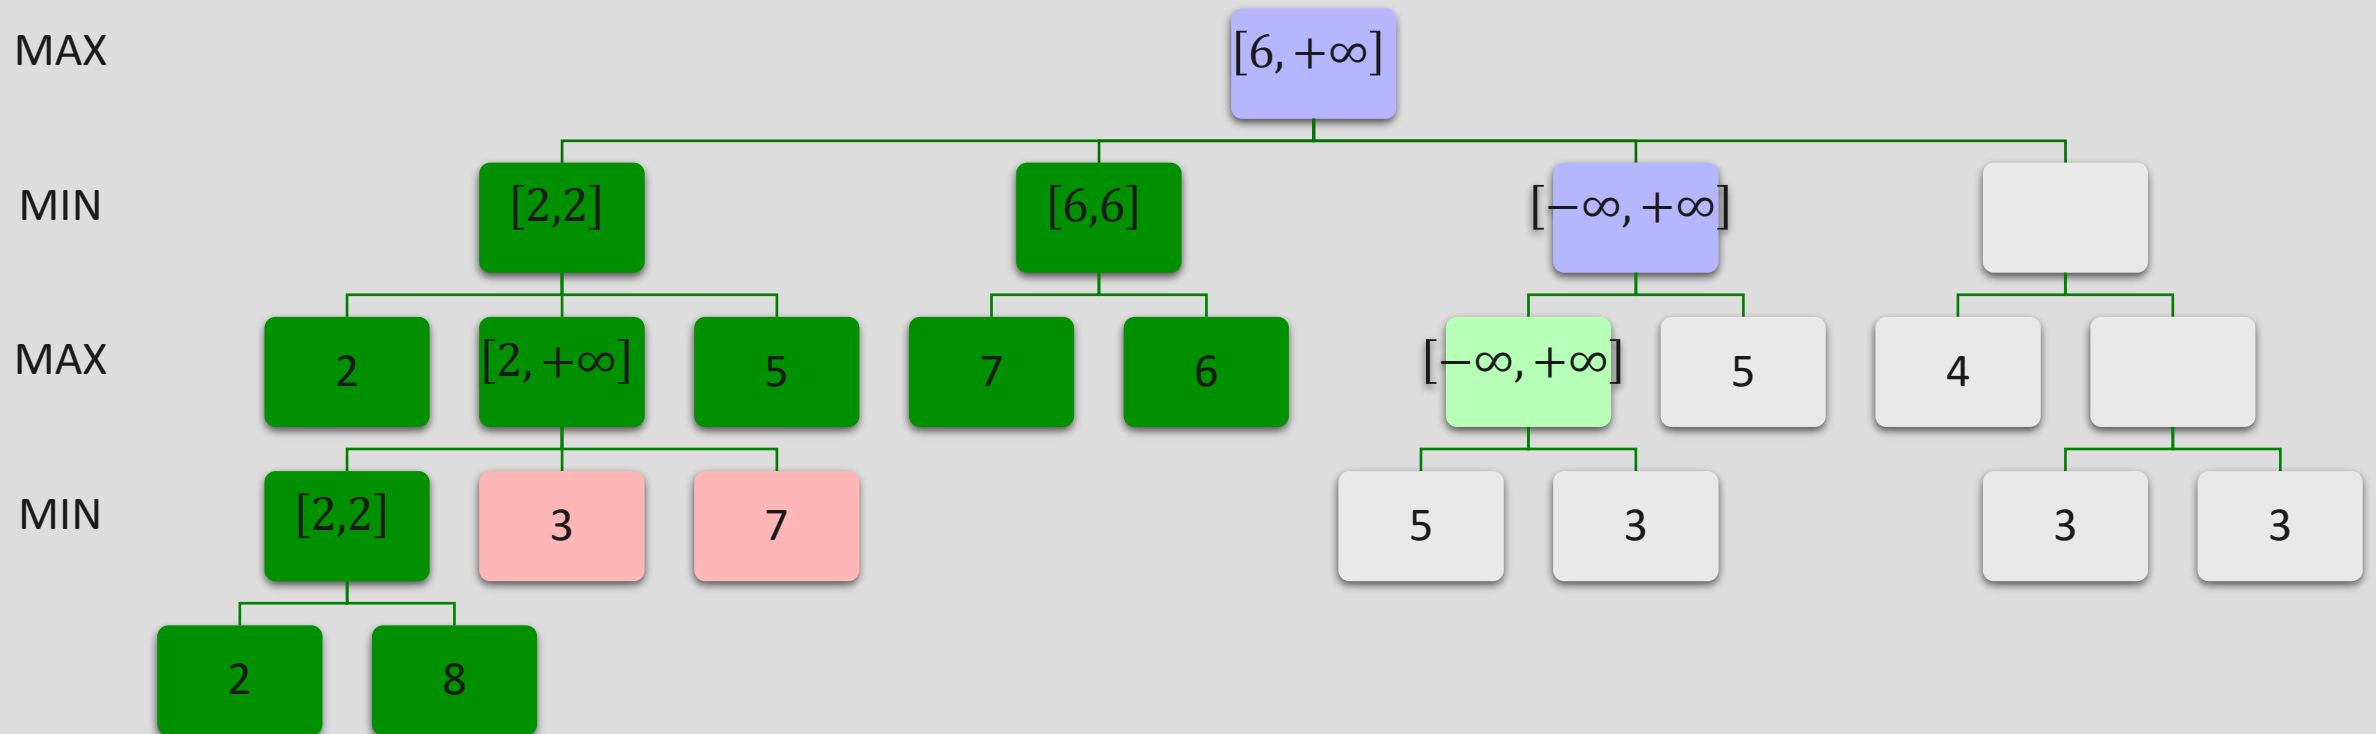 MAX [6, +∞]
MIN [2,2] [6,6] [−∞, +∞]
MAX 2 [2, +∞] 5 7 6 [−∞, +∞] 5 4
MIN [2,2] 3 7 5 3 3 3
2 8